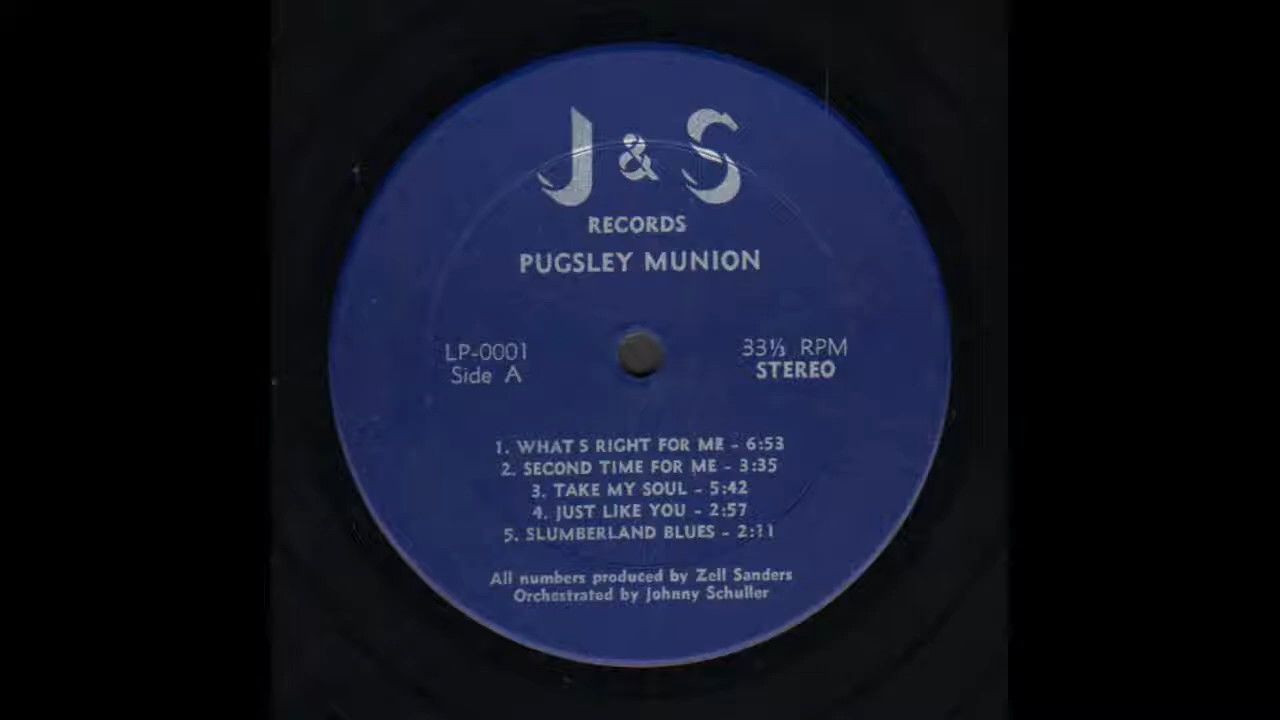 J & S
RECORDS
PUGSLEY MUNION
LP-0001
Side A
33⅓ RPM
STEREO
1. WHAT S RIGHT FOR ME - 6:53
2. SECOND TIME FOR ME - 3:35
3. TAKE MY SOUL - 5:42
4. JUST LIKE YOU - 2:57
5. SLUMBERLAND BLUES - 2:11
All numbers produced by Zell Sanders
Orchestrated by Johnny Schuller